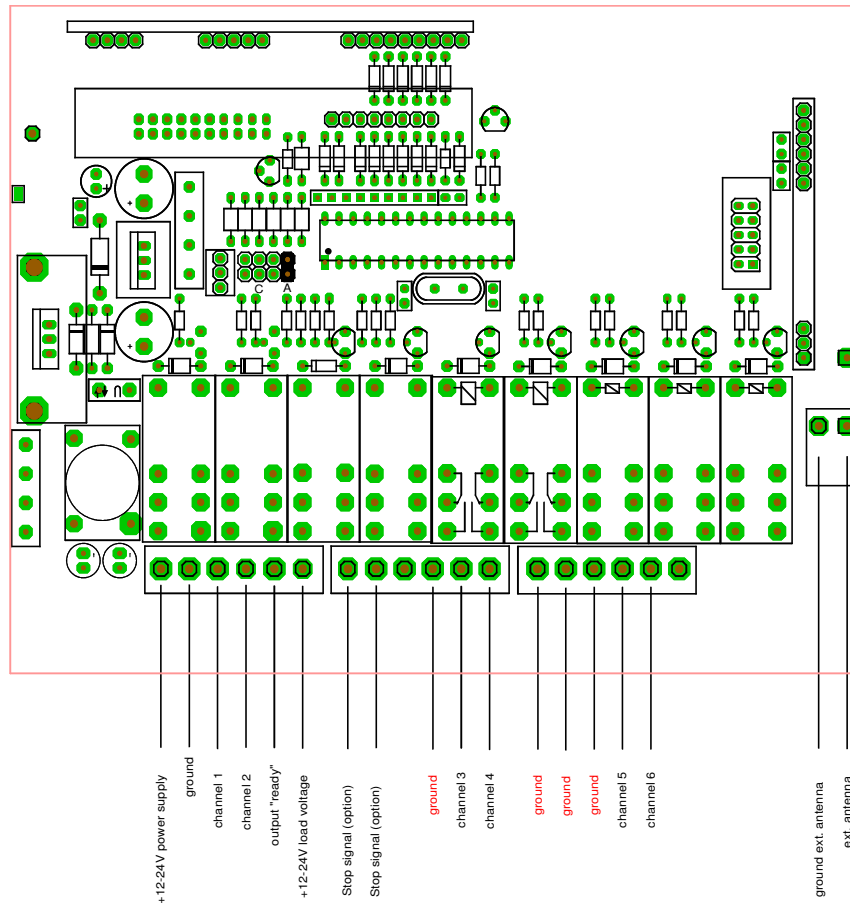 C A
+12-24V power supply
ground
channel 1
channel 2
output "ready"
+12-24V load voltage
Stop signal (option)
Stop signal (option)
ground
channel 3
channel 4
ground
ground
ground
channel 5
channel 6
ground ext. antenna
ext. antenna